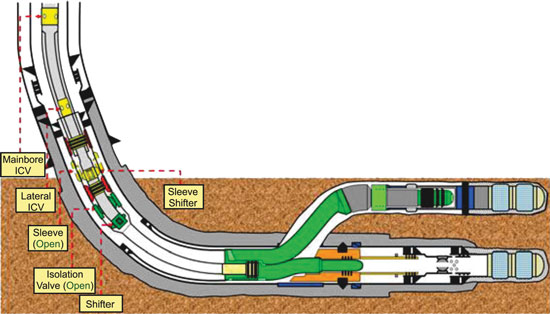 Mainbore
ICV
Lateral
ICV
Sleeve
Shifter
Sleeve
(Open)
Isolation
Valve (Open)
Shifter